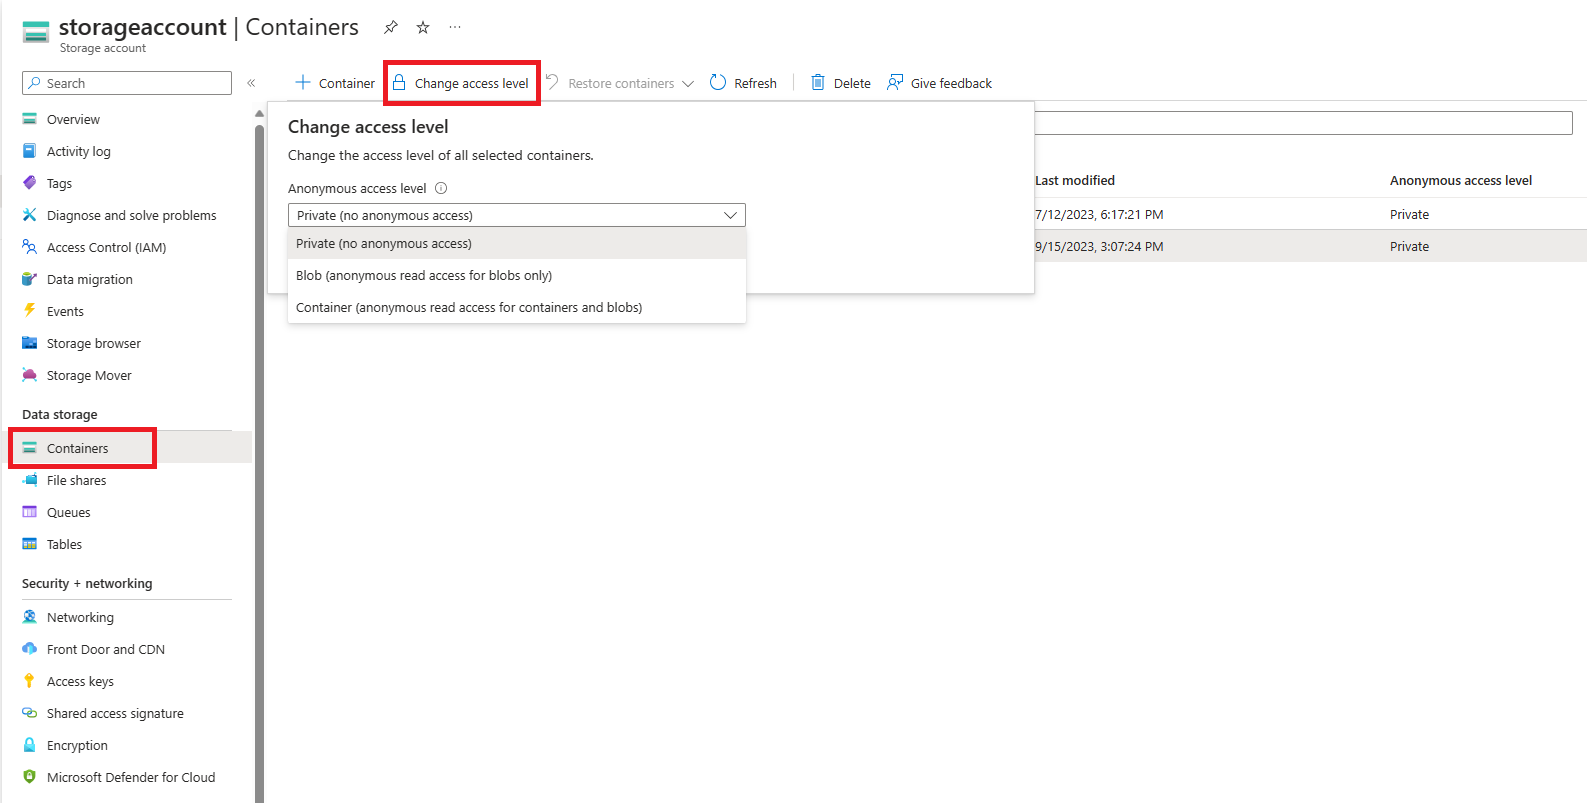 storageaccount | Containers
Storage account
Search
Container
Change access level
Restore containers
Refresh
Delete
Give feedback
Overview
Activity log
Tags
Diagnose and solve problems
Access Control (IAM)
Data migration
Events
Storage browser
Storage Mover
Data storage
Containers
File shares
Queues
Tables
Security + networking
Networking
Front Door and CDN
Access keys
Shared access signature
Encryption
Microsoft Defender for Cloud
Change access level
Change the access level of all selected containers.
Anonymous access level
Private (no anonymous access)
Private (no anonymous access)
Blob (anonymous read access for blobs only)
Container (anonymous read access for containers and blobs)
Last modified Anonymous access level
7/12/2023, 6:17:21 PM Private
9/15/2023, 3:07:24 PM Private